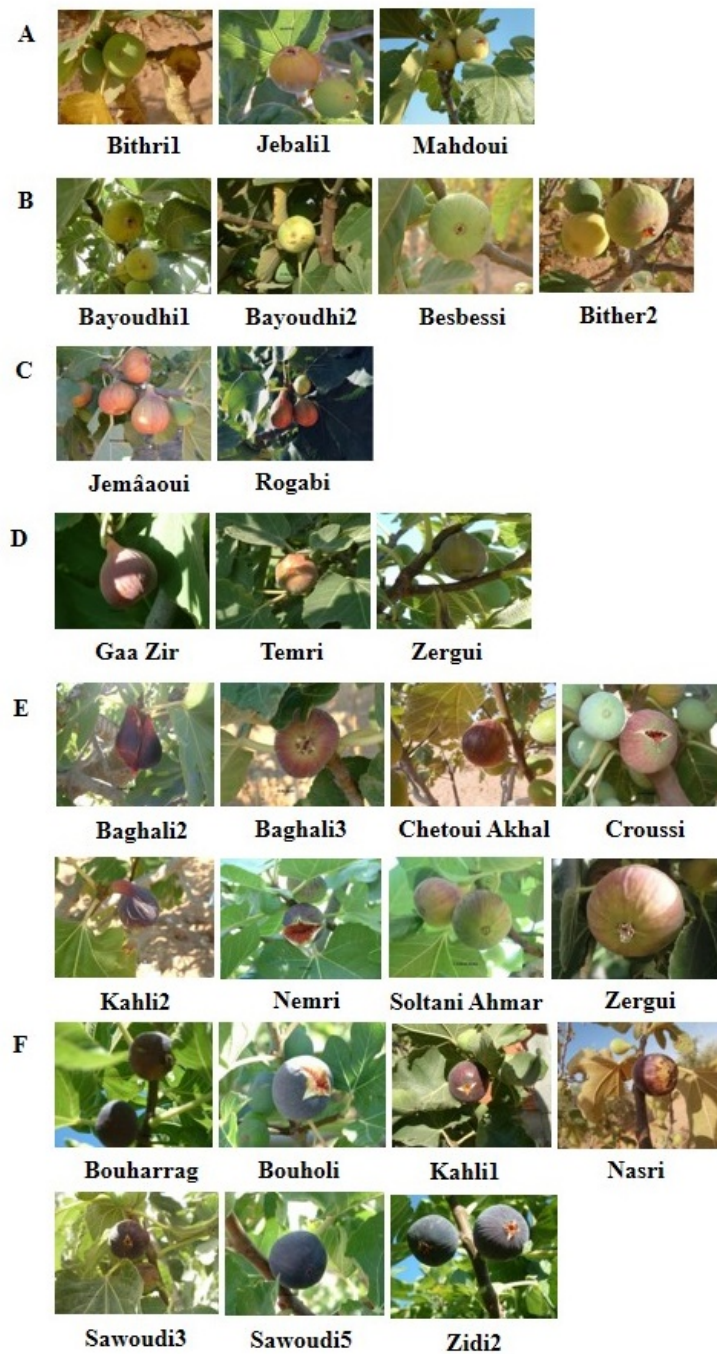 A
Bithri1 Jebali1 Mahdoui
B
Bayoudhi1 Bayoudhi2 Besbessi Bither2
C
Jemâaoui Rogabi
D
Gaa Zir Temri Zergui
E
Baghali2 Baghali3 Chetoui Akhal Croussi
Kahli2 Nemri Soltani Ahmar Zergui
F
Bouharrag Bouholi Kahli1 Nasri
Sawoudi3 Sawoudi5 Zidi2